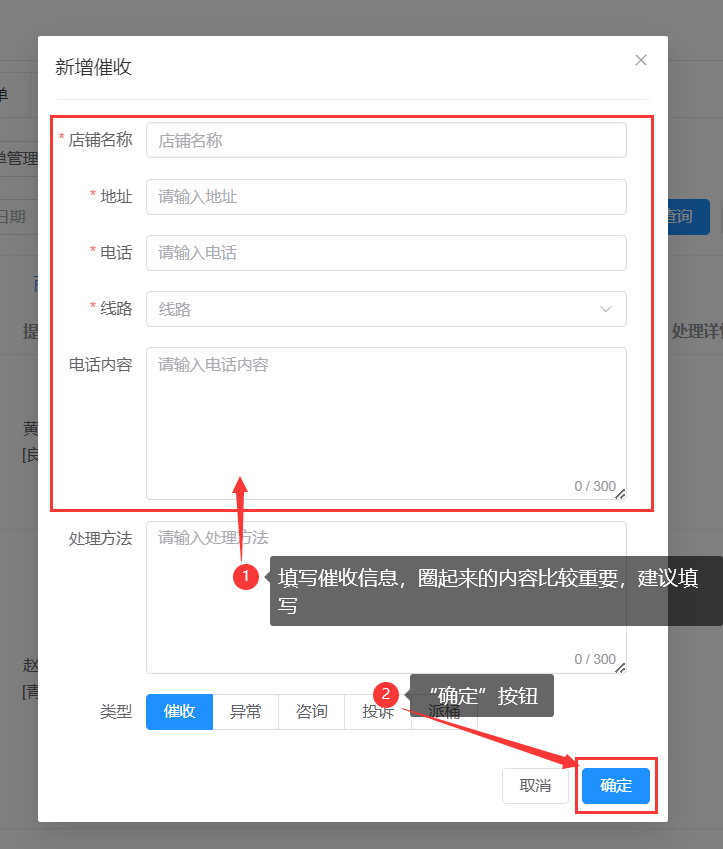 新增催收
单
* 店铺名称 店铺名称
单管理
* 地址 请输入地址
日期
查询
* 电话 请输入电话
* 线路 线路
提
处理详情
电话内容 请输入电话内容
黄
[良
0 / 300
处理方法 请输入处理方法
1 填写催收信息，圈起来的内容比较重要，建议填
写
0 / 300
赵
[青
2 “确定”按钮
类型 催收 异常 咨询 投诉 派桶
取消 确定